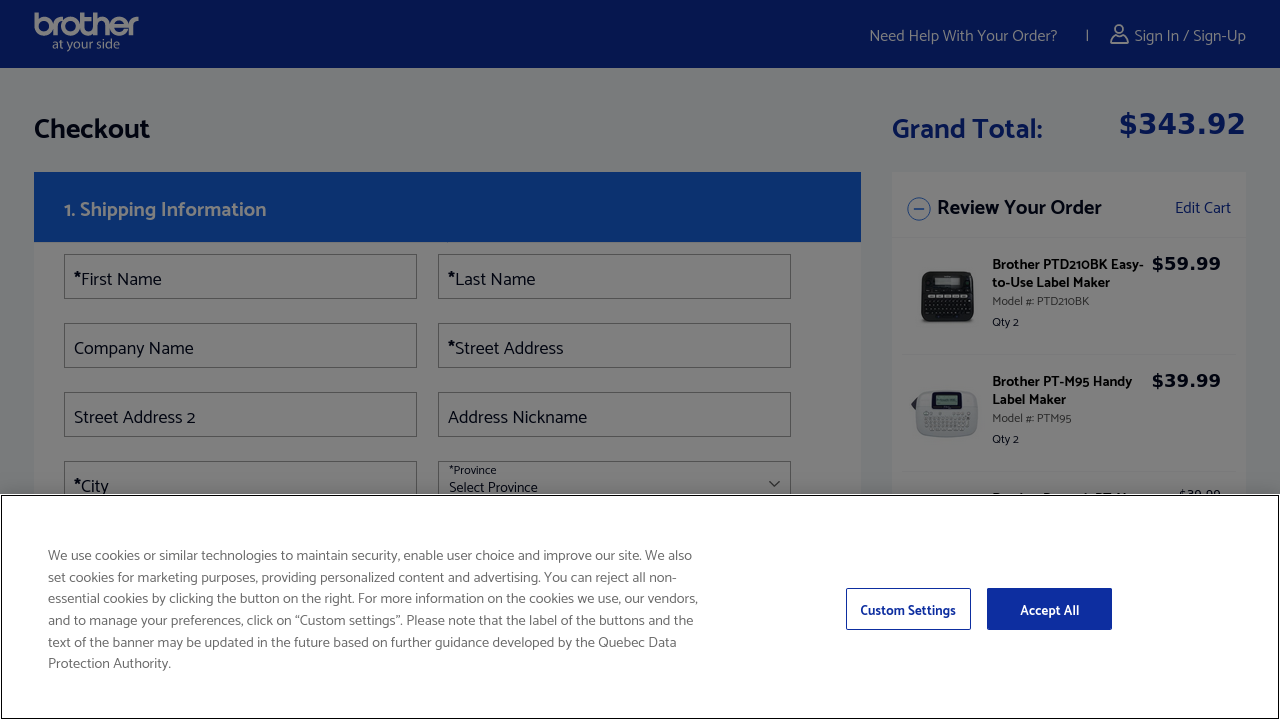 brother
at your side
Need Help With Your Order?
|
Sign In / Sign-Up
Checkout
Grand Total:
$343.92
1. Shipping Information
Review Your Order
Edit Cart
*First Name
*Last Name
Company Name
*Street Address
Street Address 2
Address Nickname
*City
*Province
Select Province
Brother PTD210BK Easy-
to-Use Label Maker
$59.99
Model #: PTD210BK
Qty 2
Brother PT-M95 Handy
Label Maker
$39.99
Model #: PTM95
Qty 2
$39.99
We use cookies or similar technologies to maintain security, enable user choice and improve our site. We also
set cookies for marketing purposes, providing personalized content and advertising. You can reject all non-
essential cookies by clicking the button on the right. For more information on the cookies we use, our vendors,
and to manage your preferences, click on “Custom settings”. Please note that the label of the buttons and the
text of the banner may be updated in the future based on further guidance developed by the Quebec Data
Protection Authority.
Custom Settings
Accept All